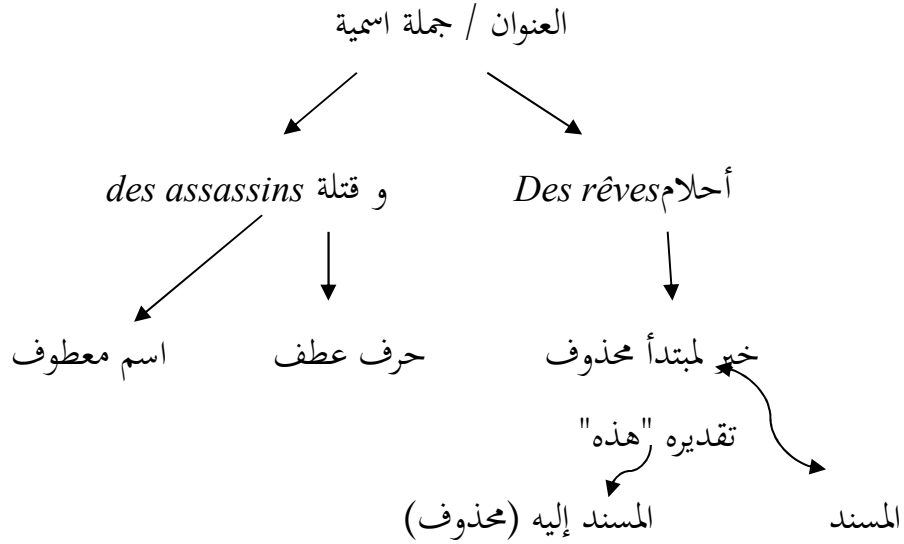 العنوان / جملة اسمية
أحلام Des rêves و قتلة des assassins
خبر لمبتدأ محذوف حرف عطف اسم معطوف
تقديره "هذه"
المسند المسند إليه (محذوف)